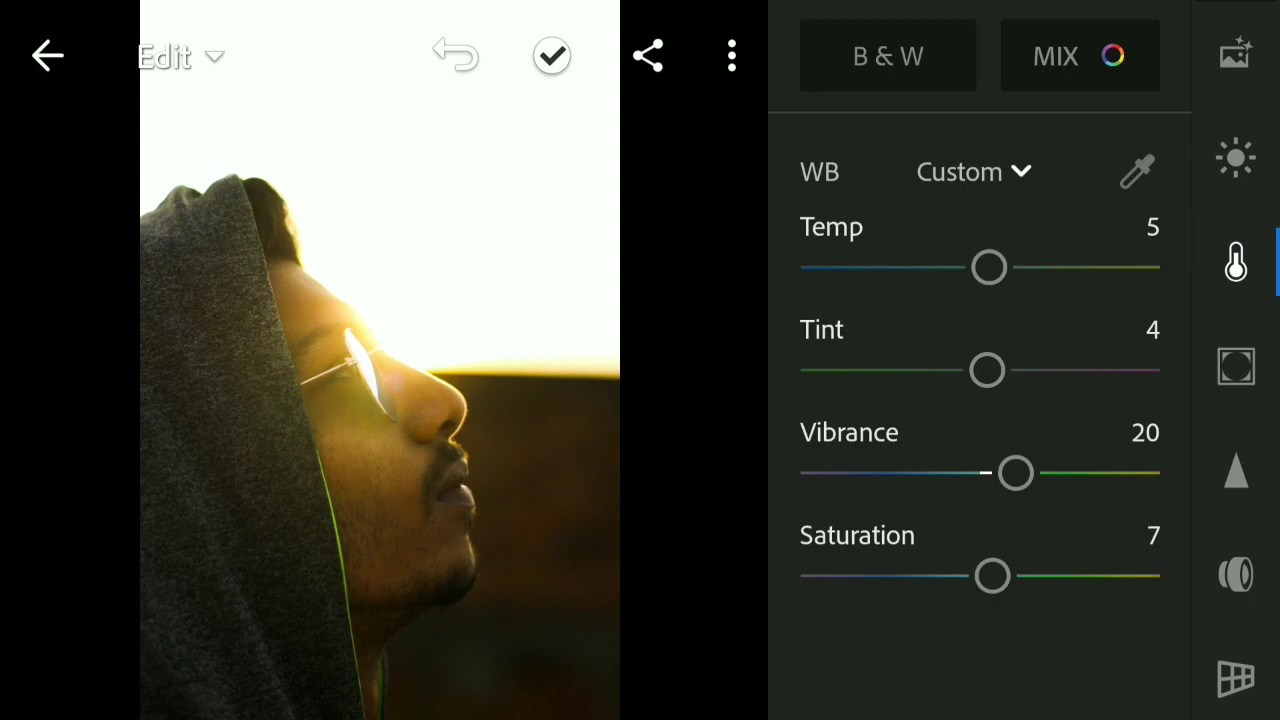 Edit
B & W
MIX
WB
Custom
Temp
5
Tint
4
Vibrance
20
Saturation
7